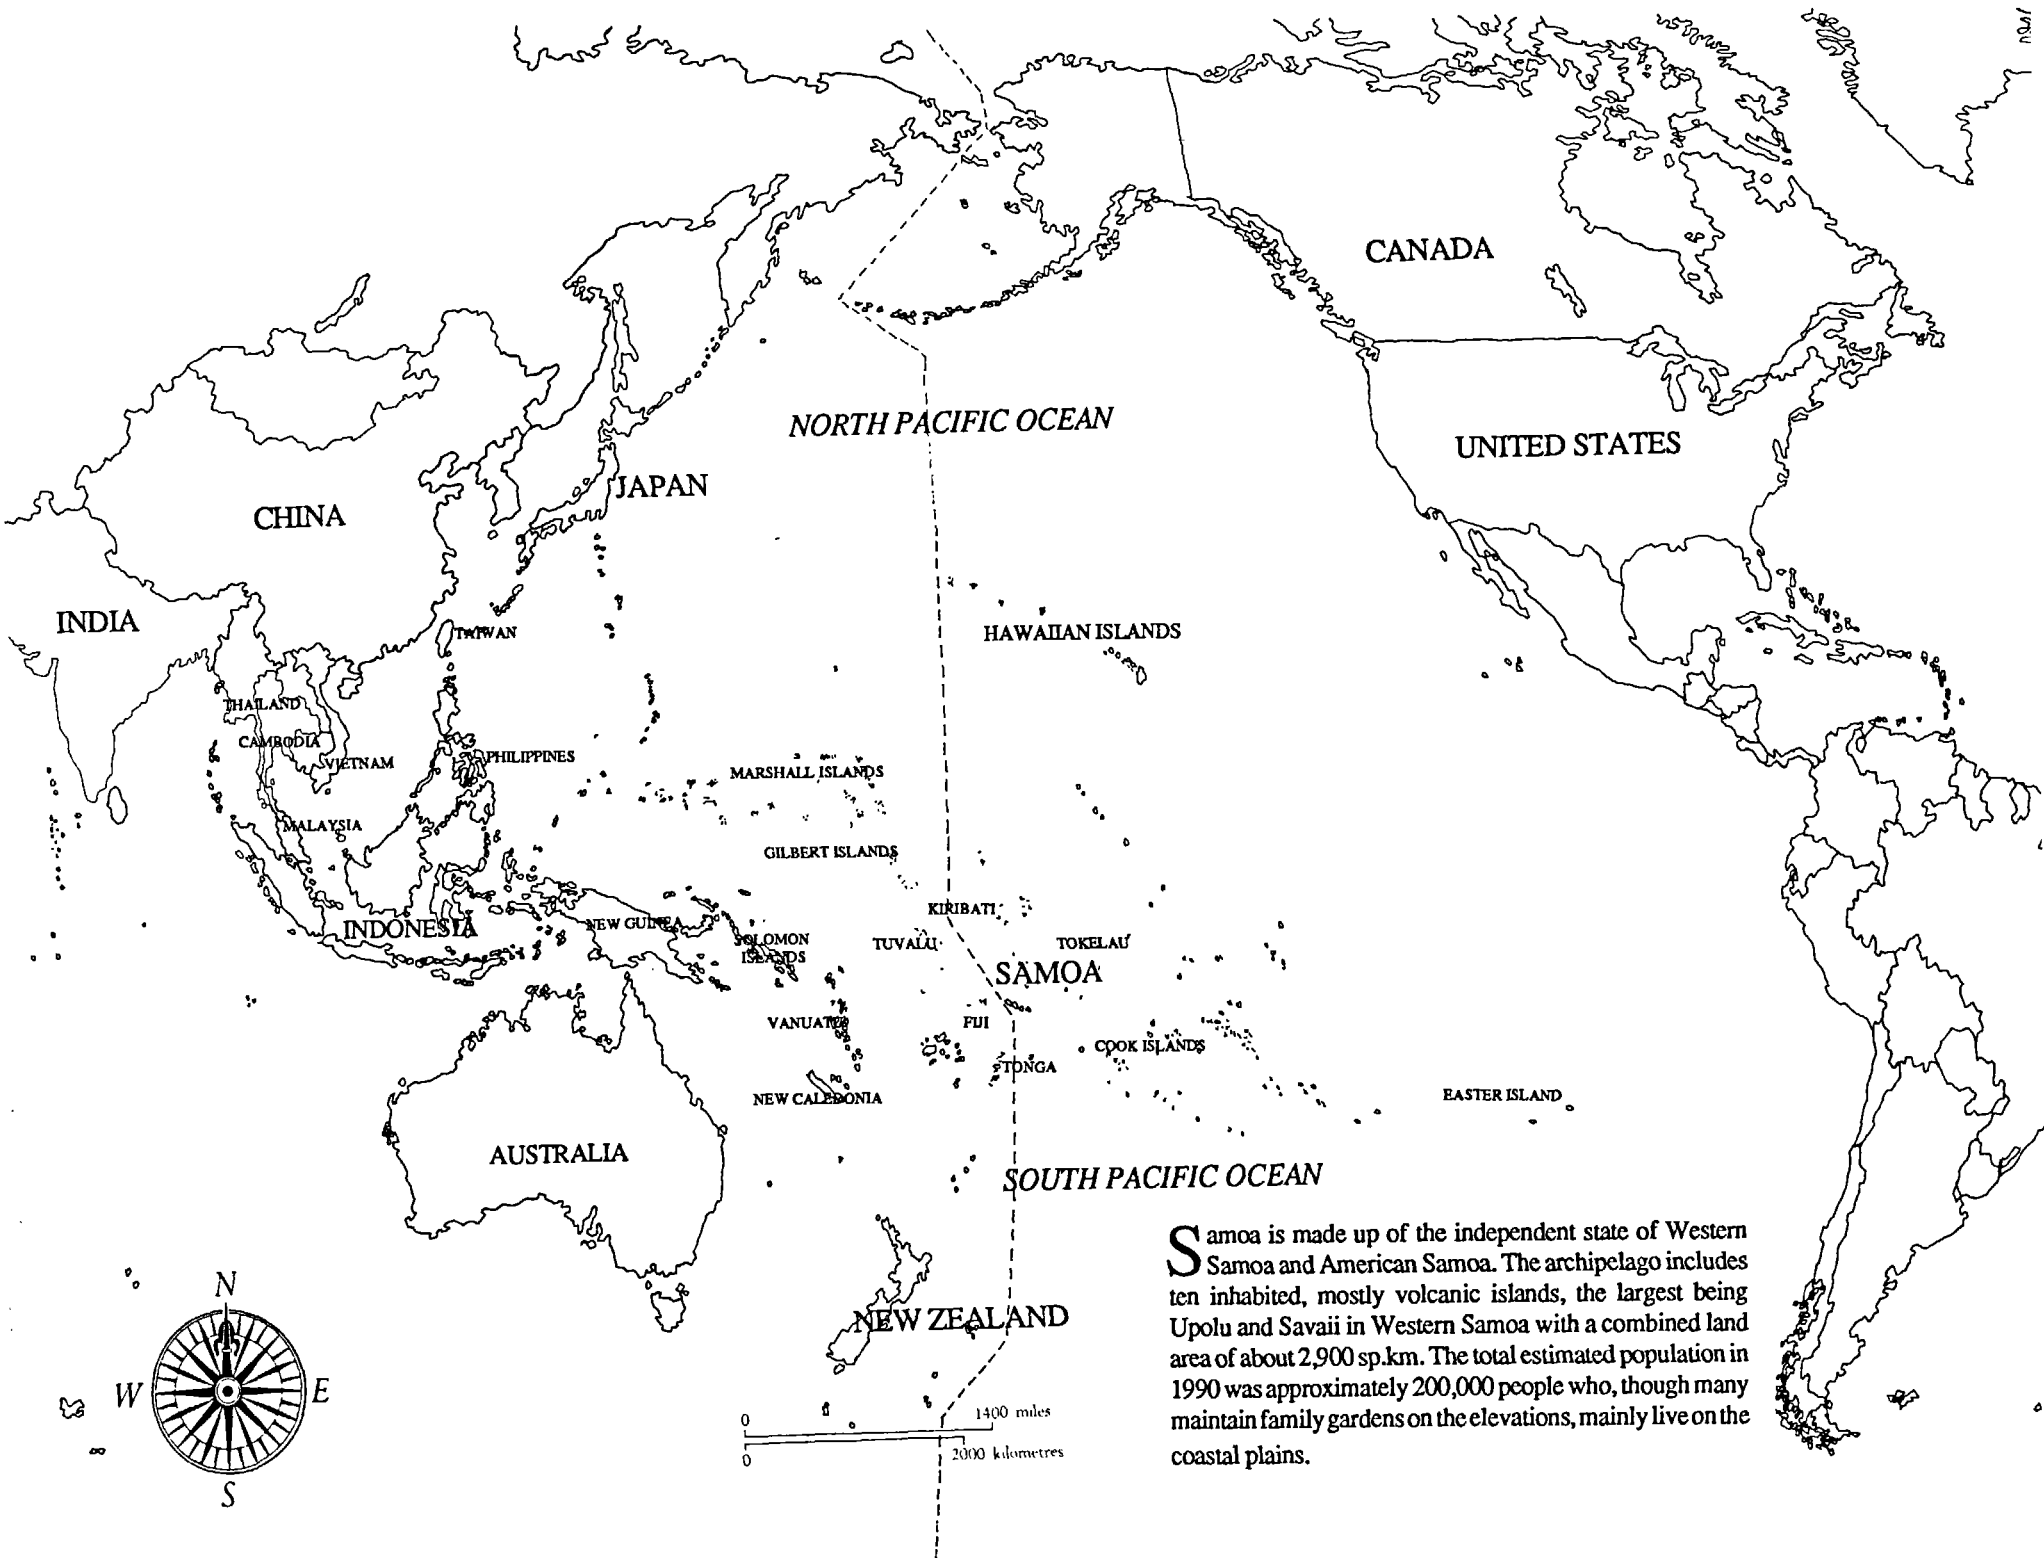 CANADA
NORTH PACIFIC OCEAN
UNITED STATES
JAPAN
CHINA
INDIA
TAIWAN
HAWAIIAN ISLANDS
THAILAND
CAMBODIA
VIETNAM
PHILIPPINES
MARSHALL ISLANDS
MALAYSIA
GILBERT ISLANDS
KIRIBATI
INDONESIA
NEW GUINEA
SOLOMON
ISLANDS
TUVALU
TOKELAU
SAMOA
VANUATU
FIJI
COOK ISLANDS
TONGA
NEW CALEDONIA
EASTER ISLAND
AUSTRALIA
SOUTH PACIFIC OCEAN
Samoa is made up of the independent state of Western
Samoa and American Samoa. The archipelago includes
ten inhabited, mostly volcanic islands, the largest being
Upolu and Savaii in Western Samoa with a combined land
area of about 2,900 sp.km. The total estimated population in
1990 was approximately 200,000 people who, though many
maintain family gardens on the elevations, mainly live on the
coastal plains.
NEW ZEALAND
N
W
E
S
0
1400 miles
0
2000 kilometres